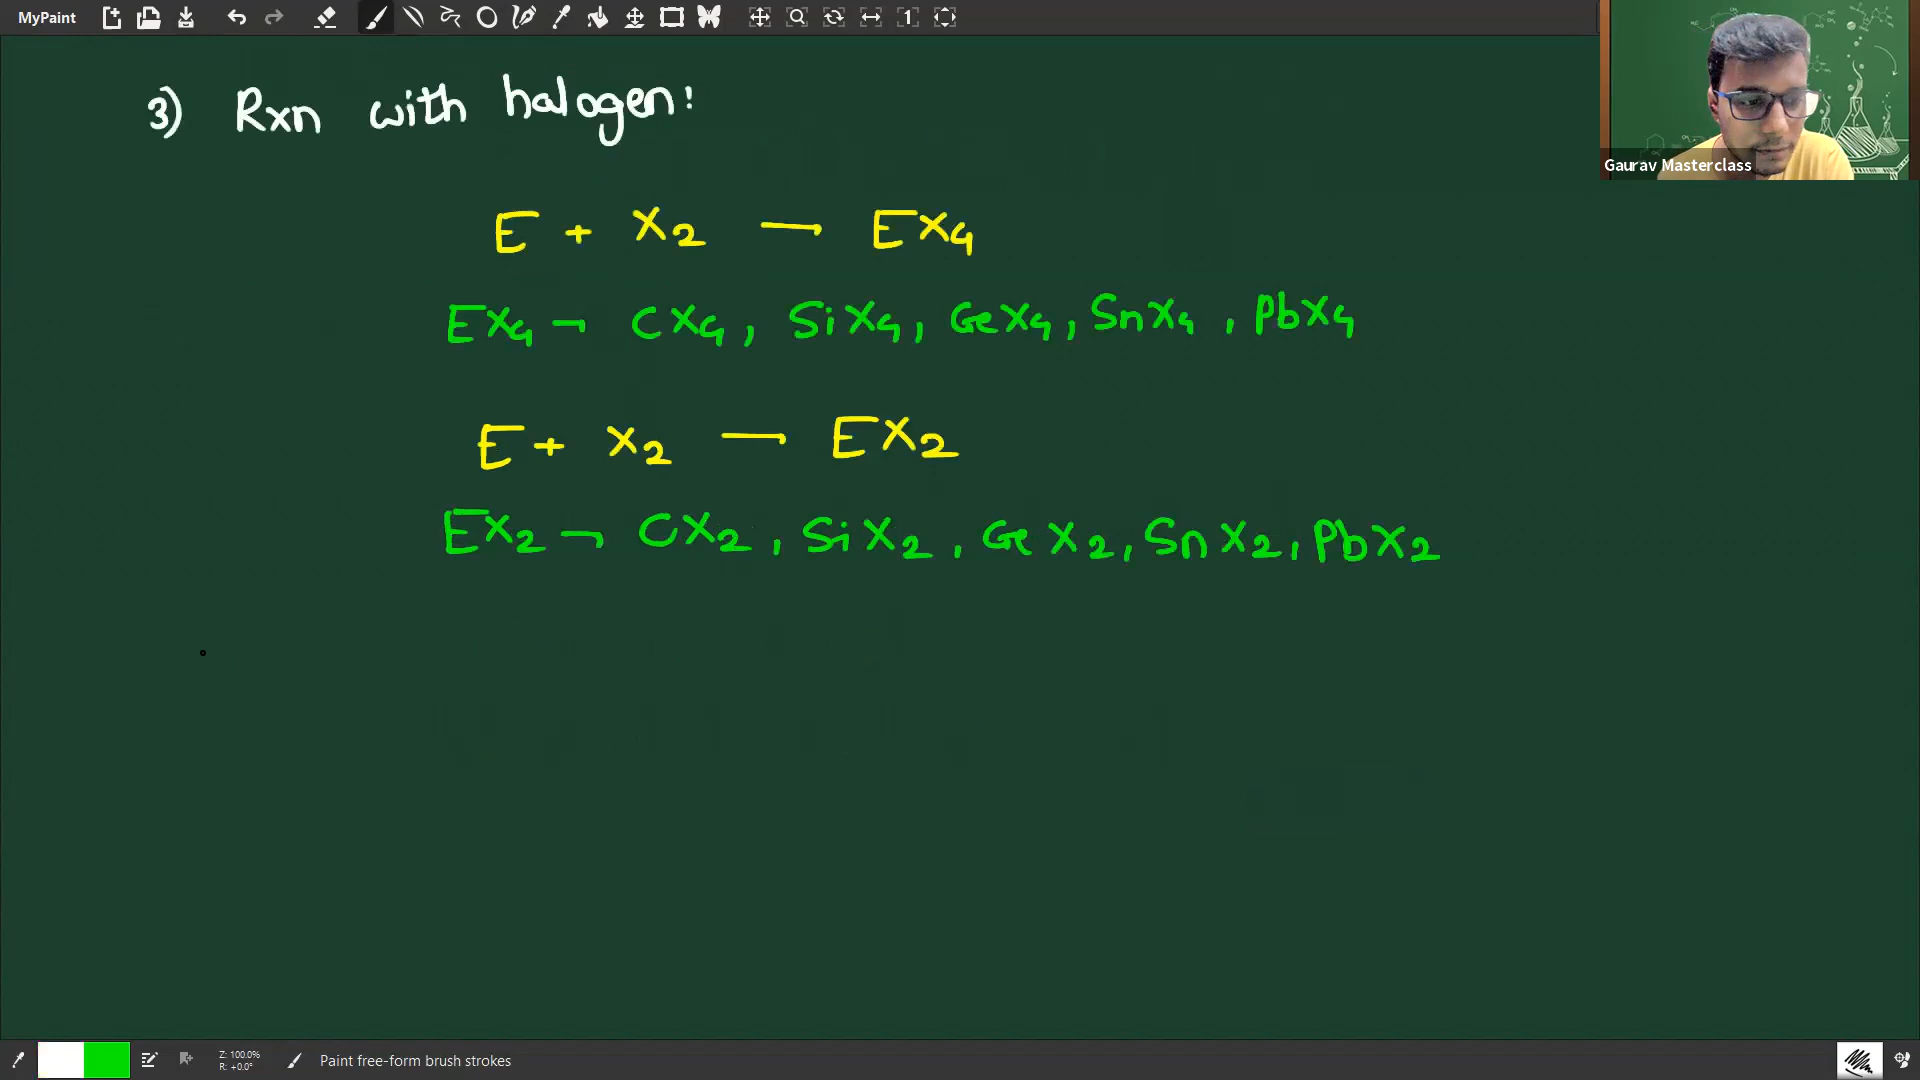 MyPaint
3) Rxn with halogen:
E + X2 — EX4
EX4 → CX4, SiX4, GeX4, SnX4, PbX4
E + X2 — EX2
EX2 → CX2, SiX2, GeX2, SnX2, PbX2
Gaurav Masterclass
Z: 100.0%
R: +0.0°
Paint free-form brush strokes